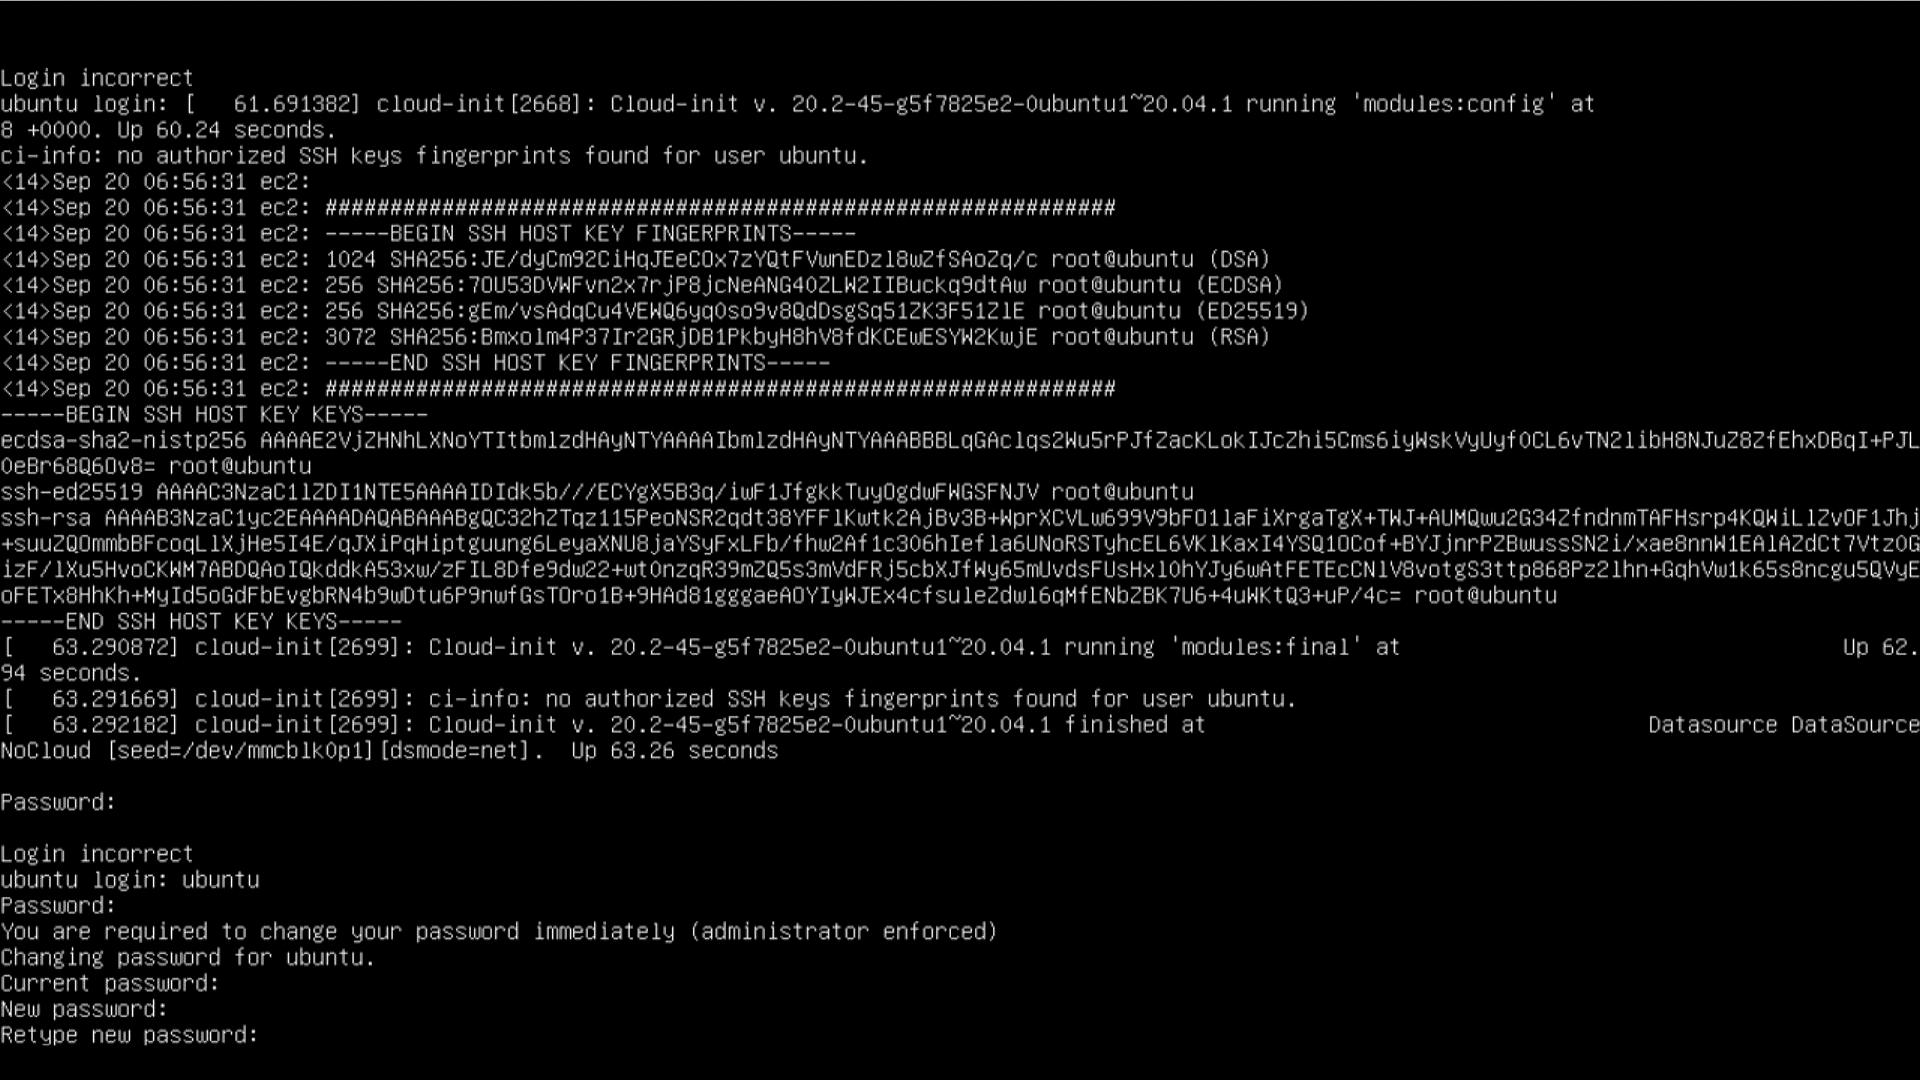 Login incorrect
ubuntu login: [   61.691382] cloud-init[2668]: Cloud-init v. 20.2-45-g5f7825e2-0ubuntu1~20.04.1 running 'modules:config' at
8 +0000. Up 60.24 seconds.
ci-info: no authorized SSH keys fingerprints found for user ubuntu.
<14>Sep 20 06:56:31 ec2:
<14>Sep 20 06:56:31 ec2: #############################################################
<14>Sep 20 06:56:31 ec2: -----BEGIN SSH HOST KEY FINGERPRINTS-----
<14>Sep 20 06:56:31 ec2: 1024 SHA256:JE/dyCm92CiHqJEeCOx7zYQtFVwnEDzl8wZfSAoZq/c root@ubuntu (DSA)
<14>Sep 20 06:56:31 ec2: 256 SHA256:7OU53DVWFvn2x7rjP8jcNeANG4OZLW2IIBuckq9dtAw root@ubuntu (ECDSA)
<14>Sep 20 06:56:31 ec2: 256 SHA256:gEm/vsAdqCu4VEWQ6yqOso9v8QdDsgSq51ZK3F51ZlE root@ubuntu (ED25519)
<14>Sep 20 06:56:31 ec2: 3072 SHA256:Bmxolm4P37Ir2GRjDB1PkbyH8hV8fdKCEwESYW2KwjE root@ubuntu (RSA)
<14>Sep 20 06:56:31 ec2: -----END SSH HOST KEY FINGERPRINTS-----
<14>Sep 20 06:56:31 ec2: #############################################################
-----BEGIN SSH HOST KEY KEYS-----
ecdsa-sha2-nistp256 AAAAE2VjZHNhLXNoYTItbmlzdHAyNTYAAAAIbmlzdHAyNTYAAABBBLqGAclqs2Wu5rPJfZacKLokIJcZhi5Cms6iyWskVyUyfOCL6vTN2libH8NJuZ8ZfEhxDBqI+PJL
OeBr68Q6Ov8= root@ubuntu
ssh-ed25519 AAAAC3NzaC1lZDI1NTE5AAAAIDIdk5b///ECYgX5B3q/iwF1JfgKkTuyOgdwFWGSFNJV root@ubuntu
ssh-rsa AAAAB3NzaC1yc2EAAAADAQABAAABgQC32hZTqz115PeoNSR2qdt38YFFlKwtk2AjBv3B+WprXCVLw699V9bFO1laFiXrgaTgX+TWJ+AUMQwu2G34ZfndnmTAFHsrp4KQWiLlZvOF1Jhj
+suuZQOmmbBFcoqLlXjHe5I4E/qJXiPqHiptguung6LeyaXNU8jaYSyFxLFb/fhw2Af1c3O6hIefla6UNoRSTyhcEL6VKlKaxI4YSQ1OCof+BYJjnrPZBwussSN2i/xae8nnW1EAlAZdCt7VtzOG
izF/lXu5HvoCKWM7ABDQAoIQkddkA53xw/zFIL8Dfe9dw22+wtOnzqR39mZQ5s3mVdFRj5cbXJfWy65mUvdsFUsHxlOhYJy6wAtFETEcCNlV8votgS3ttp868Pz2lhn+GqhVw1k65s8ncgu5QVyE
oFETx8HhKh+MyId5oGdFbEvgbRN4b9wDtu6P9nwfGsTOro1B+9HAd81gggaeAOYIyWJEx4cfsuleZdwl6qMfENbZBK7U6+4uWKtQ3+uP/4c= root@ubuntu
-----END SSH HOST KEY KEYS-----
[   63.290872] cloud-init[2699]: Cloud-init v. 20.2-45-g5f7825e2-0ubuntu1~20.04.1 running 'modules:final' at Up 62.
94 seconds.
[   63.291669] cloud-init[2699]: ci-info: no authorized SSH keys fingerprints found for user ubuntu.
[   63.292182] cloud-init[2699]: Cloud-init v. 20.2-45-g5f7825e2-0ubuntu1~20.04.1 finished at Datasource DataSource
NoCloud [seed=/dev/mmcblk0p1][dsmode=net].  Up 63.26 seconds
Password:
Login incorrect
ubuntu login: ubuntu
Password:
You are required to change your password immediately (administrator enforced)
Changing password for ubuntu.
Current password:
New password:
Retype new password: